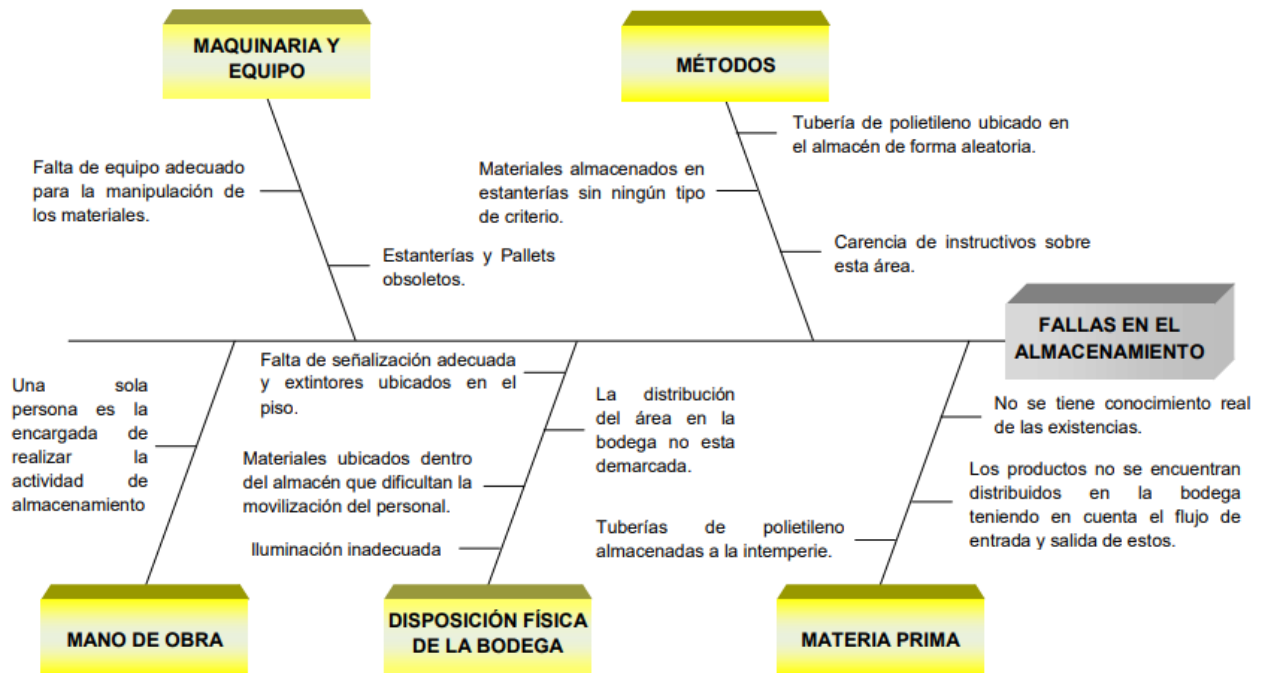 MAQUINARIA Y
EQUIPO
MÉTODOS
Falta de equipo adecuado
para la manipulación de
los materiales.
Estanterías y Pallets
obsoletos.
Materiales almacenados en
estanterías sin ningún tipo
de criterio.
Tubería de polietileno ubicado en
el almacén de forma aleatoria.
Carencia de instructivos sobre
esta área.
FALLAS EN EL
ALMACENAMIENTO
Una sola
persona es la
encargada de
realizar la
actividad de
almacenamiento
Falta de señalización adecuada
y extintores ubicados en el
piso.
Materiales ubicados dentro
del almacén que dificultan la
movilización del personal.
Iluminación inadecuada
La distribución
del área en la
bodega no esta
demarcada.
Tuberías de polietileno
almacenadas a la intemperie.
No se tiene conocimiento real
de las existencias.
Los productos no se encuentran
distribuidos en la bodega
teniendo en cuenta el flujo de
entrada y salida de estos.
MANO DE OBRA
DISPOSICIÓN FÍSICA
DE LA BODEGA
MATERIA PRIMA